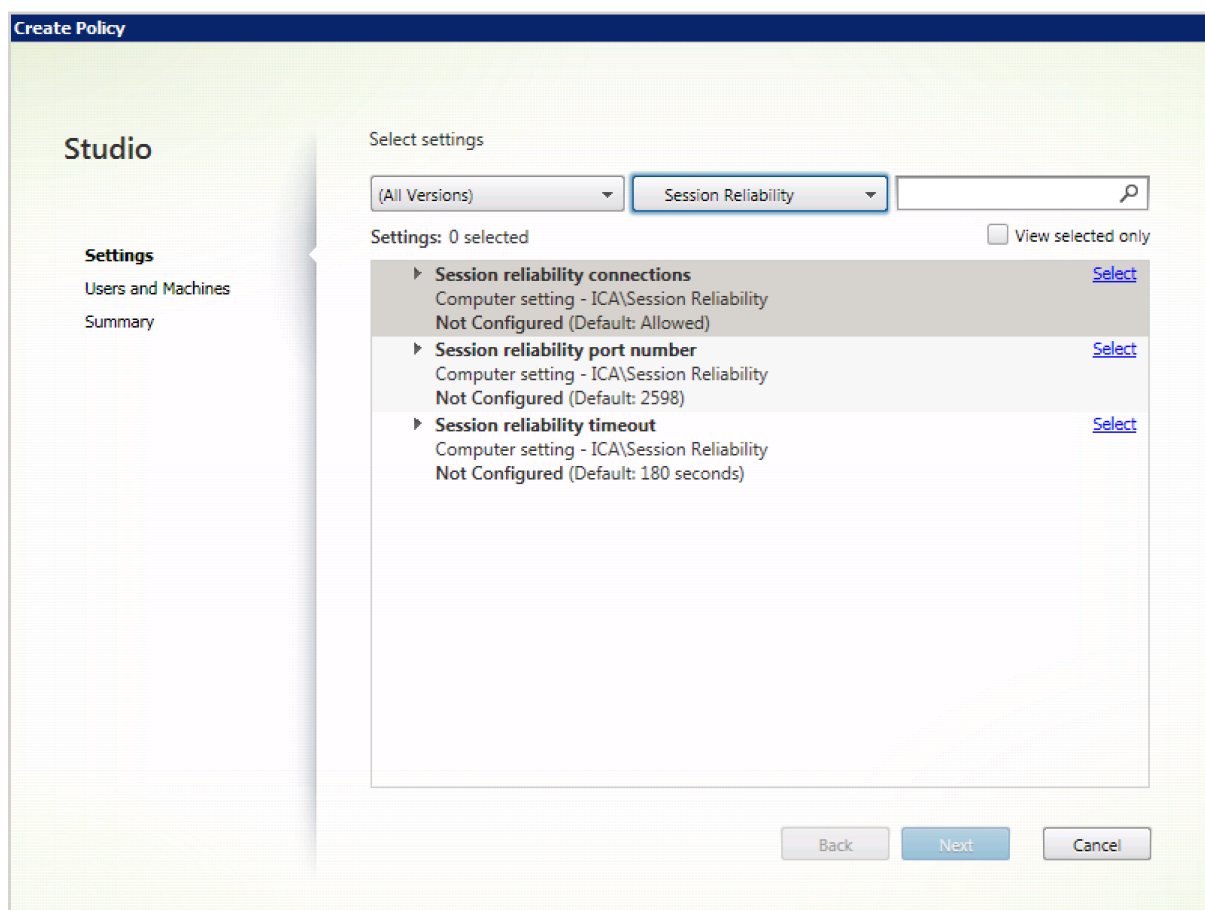 Create Policy
Studio
Select settings
(All Versions)
Session Reliability
Settings: 0 selected
View selected only
Settings
Users and Machines
Summary
Session reliability connections
Select
Computer setting - ICA\Session Reliability
Not Configured (Default: Allowed)
Session reliability port number
Select
Computer setting - ICA\Session Reliability
Not Configured (Default: 2598)
Session reliability timeout
Select
Computer setting - ICA\Session Reliability
Not Configured (Default: 180 seconds)
Back
Next
Cancel